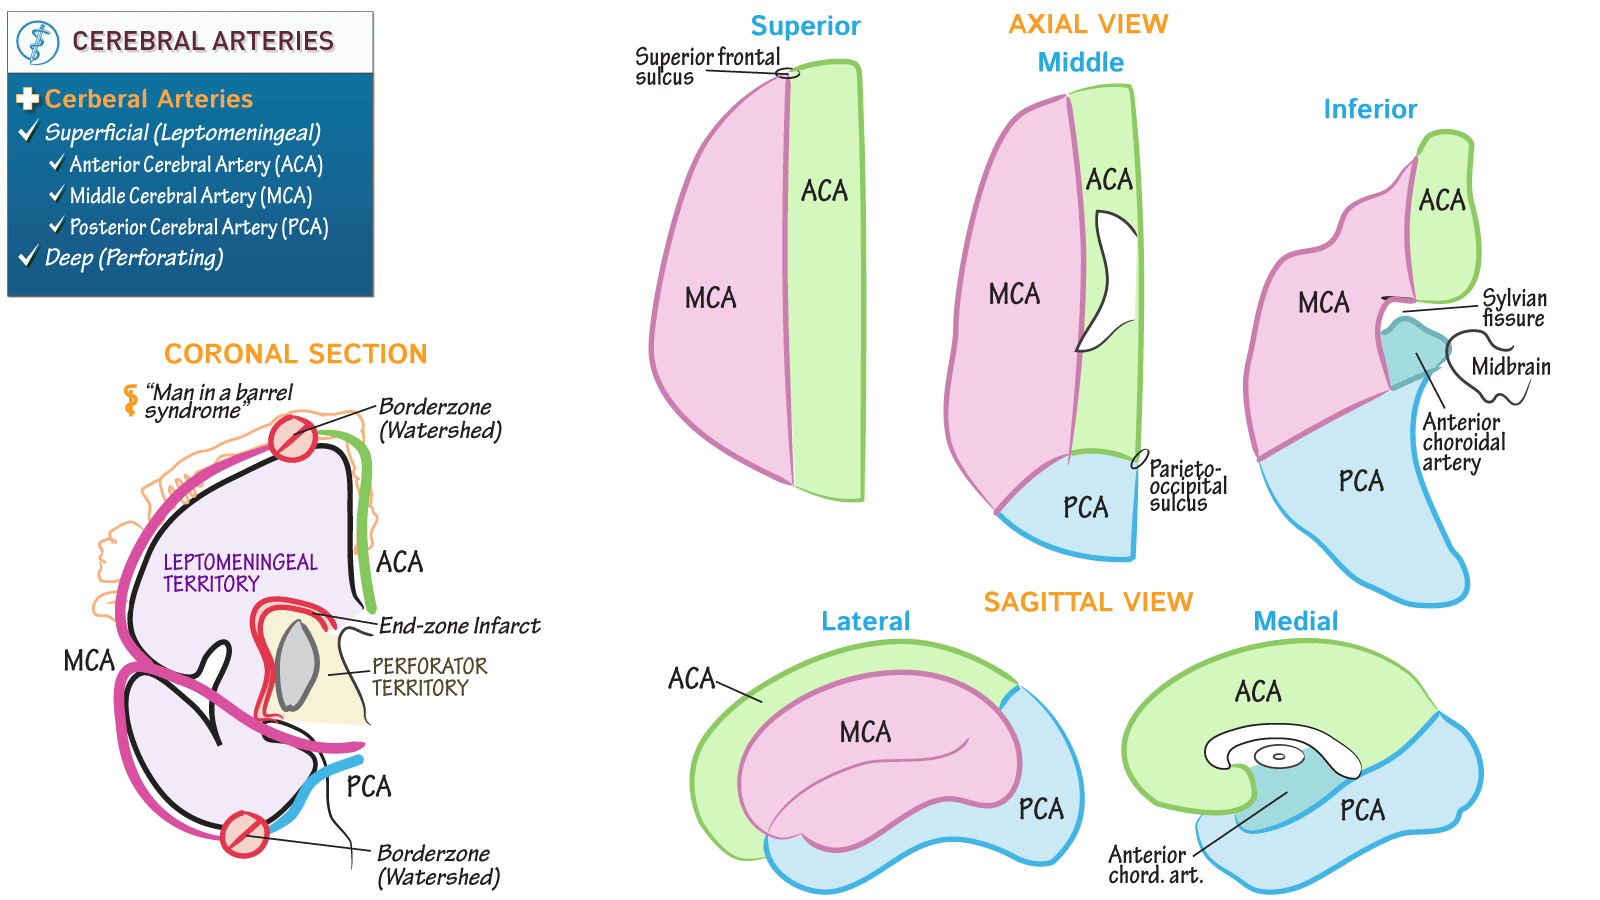 CEREBRAL ARTERIES
Cerberal Arteries
Superficial (Leptomeningeal)
Anterior Cerebral Artery (ACA)
Middle Cerebral Artery (MCA)
Posterior Cerebral Artery (PCA)
Deep (Perforating)
CORONAL SECTION
"Man in a barrel
syndrome"
Borderzone
(Watershed)
LEPTOMENINGEAL
TERRITORY
ACA
End-zone Infarct
MCA
PERFORATOR
TERRITORY
PCA
Borderzone
(Watershed)
AXIAL VIEW
Superior
Superior frontal
sulcus
ACA
MCA
Middle
ACA
MCA
PCA
Parieto-
occipital
sulcus
Inferior
ACA
MCA
Sylvian
fissure
Midbrain
Anterior
choroidal
artery
PCA
SAGITTAL VIEW
Lateral
ACA
MCA
PCA
Medial
ACA
PCA
Anterior
chord. art.